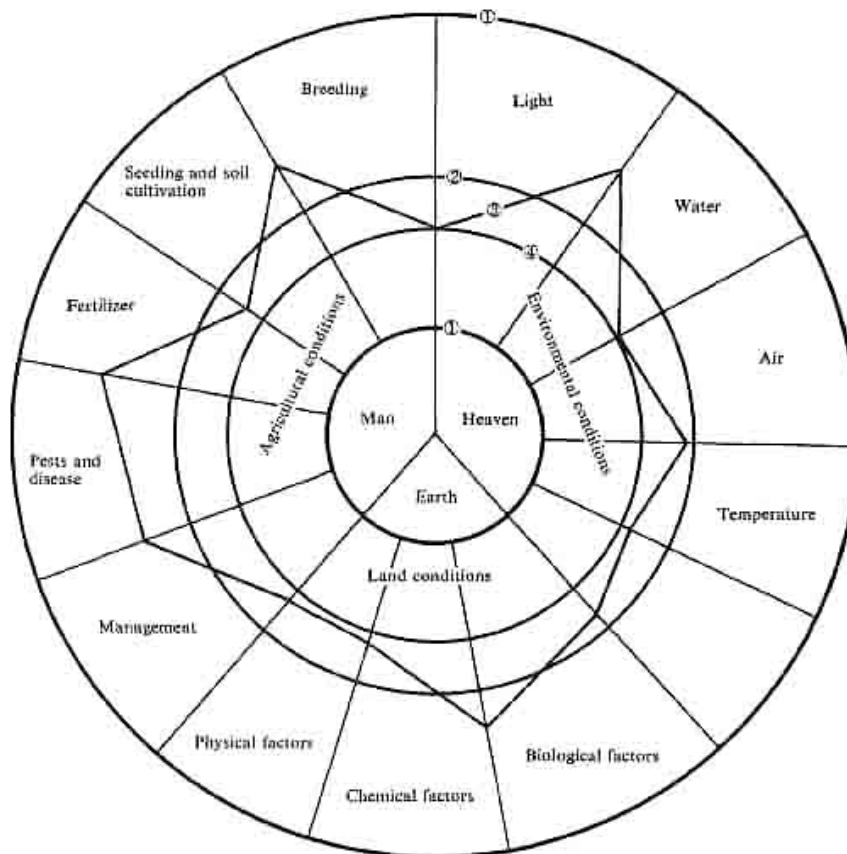 ①
Breeding
Light
Seeding and soil
cultivation
②
③
Water
Fertilizer
④
Agricultural conditions
Environmental conditions
①
Air
Man
Heaven
Pests and
disease
Earth
Temperature
Land conditions
Management
Physical factors
Biological factors
Chemical factors